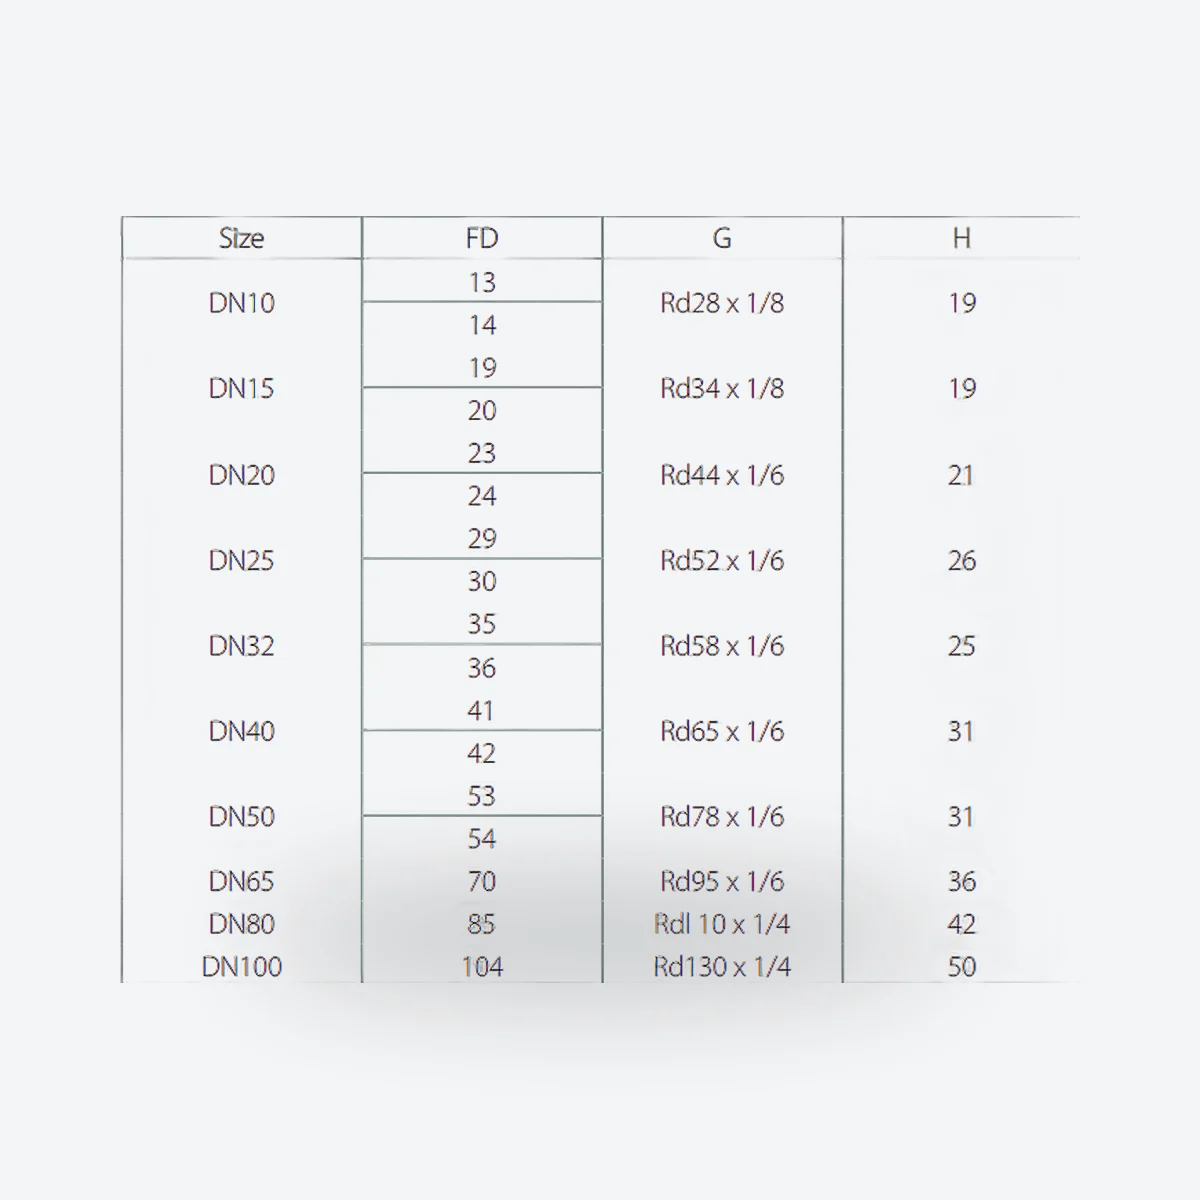 Size FD G H
13
DN10 Rd28 x 1/8 19
14
19
DN15 Rd34 x 1/8 19
20
23
DN20 Rd44 x 1/6 21
24
29
DN25 Rd52 x 1/6 26
30
35
DN32 Rd58 x 1/6 25
36
41
DN40 Rd65 x 1/6 31
42
53
DN50 Rd78 x 1/6 31
54
DN65 70 Rd95 x 1/6 36
DN80 85 Rdl 10 x 1/4 42
DN100 104 Rd130 x 1/4 50